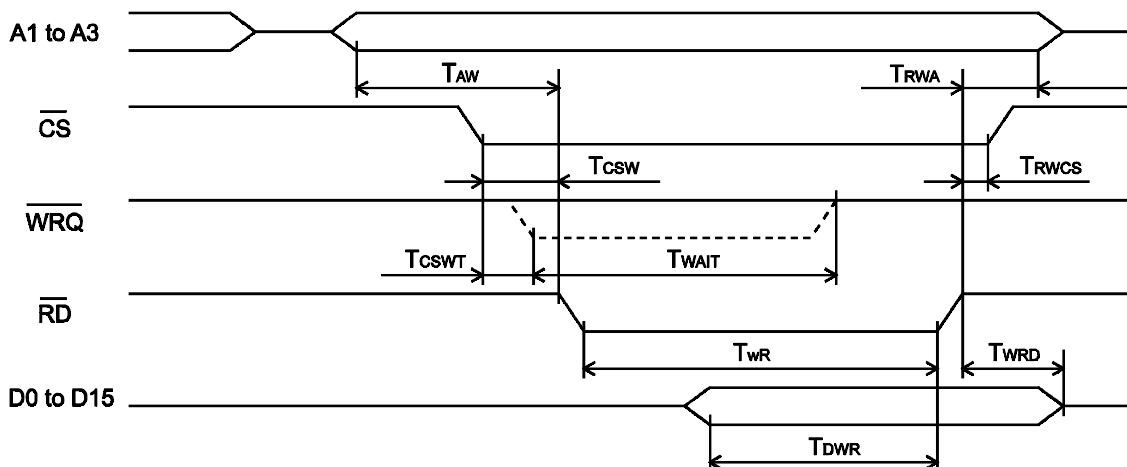 A1 to A3
TAW
TRWA
CS
TCSW
TRWCS
WRQ
TCSWT
TWAIT
RD
TwR
TWRD
D0 to D15
TDWR